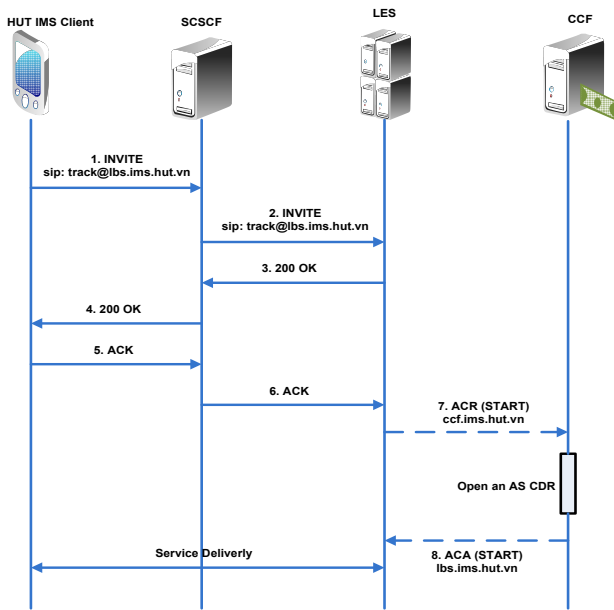 HUT IMS Client
SCSCF
LES
CCF
1. INVITE
sip: track@lbs.ims.hut.vn
2. INVITE
sip: track@lbs.ims.hut.vn
3. 200 OK
4. 200 OK
5. ACK
6. ACK
7. ACR (START)
ccf.ims.hut.vn
Open an AS CDR
Service Deliverly
8. ACA (START)
lbs.ims.hut.vn